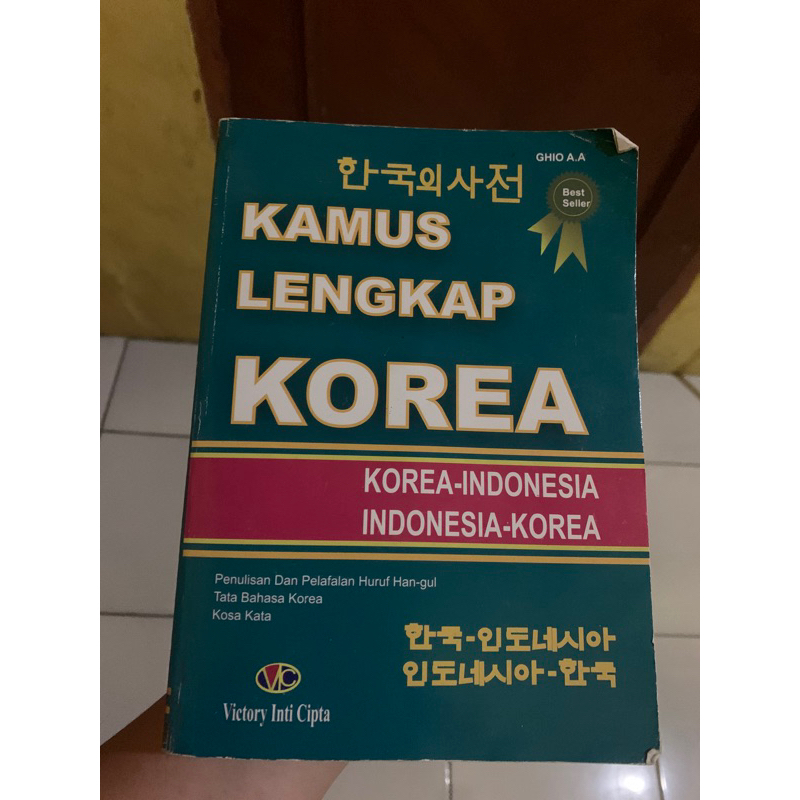 GHIO A.A
한국의사전
Best
Seller
KAMUS
LENGKAP
KOREA
KOREA-INDONESIA
INDONESIA-KOREA
Penulisan Dan Pelafalan Huruf Han-gul
Tata Bahasa Korea
Kosa Kata
한국-인도네시아
인도네시아-한국
VIC
Victory Inti Cipta